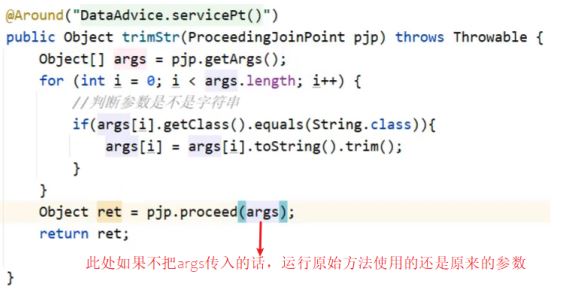 @Around("DataAdvice.servicePt()")
public Object trimStr(ProceedingJoinPoint pjp) throws Throwable {
    Object[] args = pjp.getArgs();
    for (int i = 0; i < args.length; i++) {
        //判断参数是不是字符串
        if(args[i].getClass().equals(String.class)){
            args[i] = args[i].toString().trim();
        }
    }
    Object ret = pjp.proceed(args);
    return ret;
此处如果不把args传入的话，运行原始方法使用的还是原来的参数
}